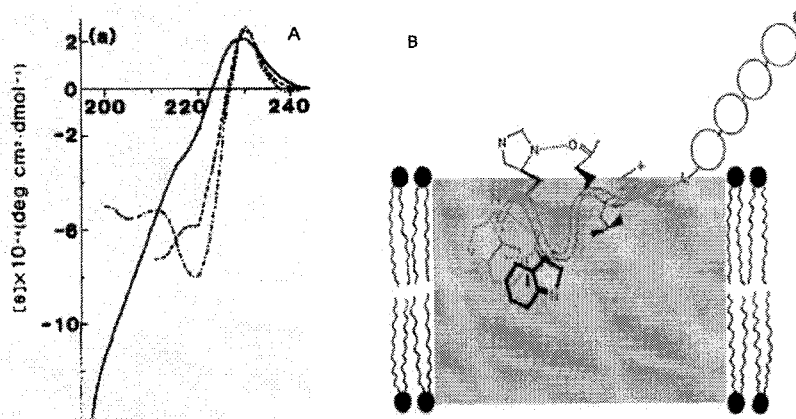 2 (a) A
0
200 220 240
-2
-6
-10
[θ]×10⁻⁴(deg cm²·dmol⁻¹)
B
N
N
O
+
N